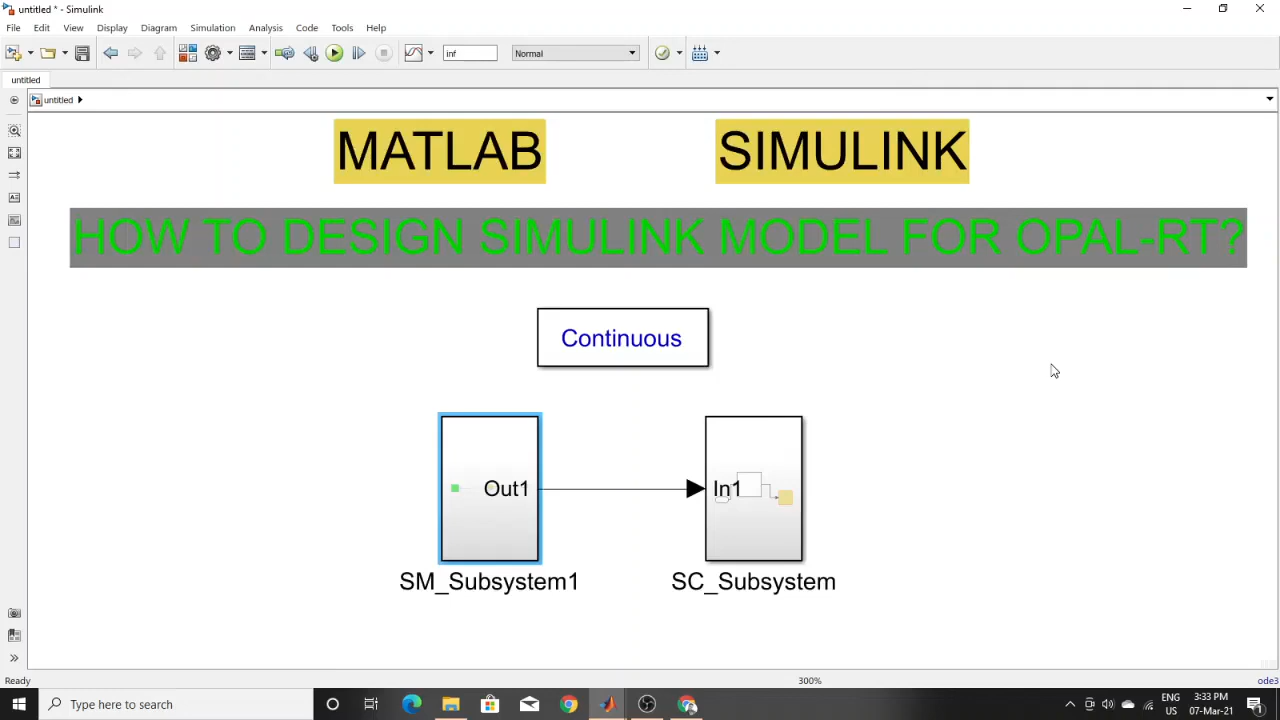 untitled * - Simulink
File Edit View Display Diagram Simulation Analysis Code Tools Help
inf Normal
untitled
untitled
MATLAB SIMULINK
HOW TO DESIGN SIMULINK MODEL FOR OPAL-RT?
Continuous
Out1 In1
SM_Subsystem1 SC_Subsystem
Ready 300% ode3
Type here to search
ENG 3:33 PM
US 07-Mar-21